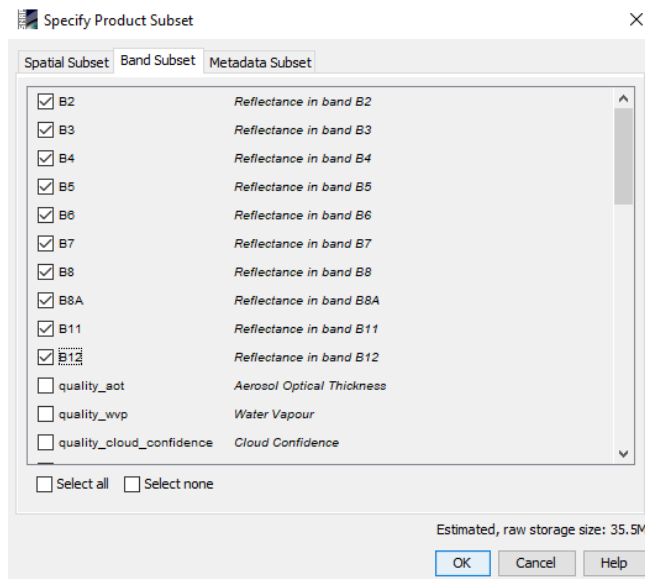 Specify Product Subset
Spatial Subset Band Subset Metadata Subset
B2 Reflectance in band B2
B3 Reflectance in band B3
B4 Reflectance in band B4
B5 Reflectance in band B5
B6 Reflectance in band B6
B7 Reflectance in band B7
B8 Reflectance in band B8
B8A Reflectance in band B8A
B11 Reflectance in band B11
B12 Reflectance in band B12
quality_aot Aerosol Optical Thickness
quality_wvp Water Vapour
quality_cloud_confidence Cloud Confidence
Select all Select none
Estimated, raw storage size: 35.5M
OK Cancel Help